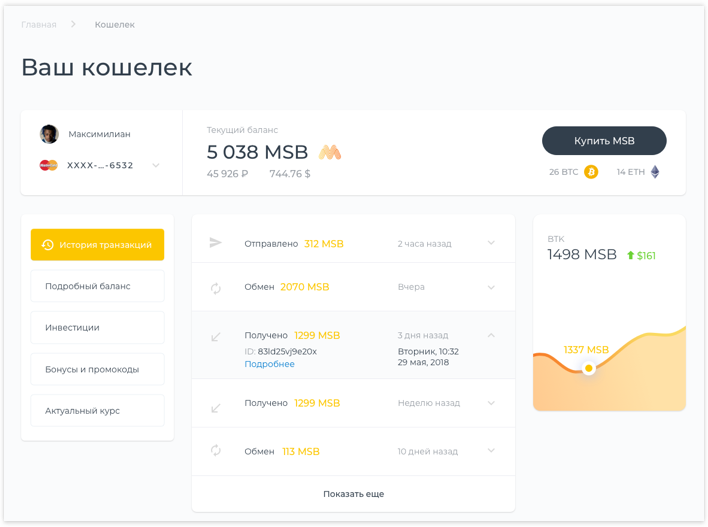 Главная > Кошелек
Ваш кошелек
Максимилиан
XXXX-...-6532
Текущий баланс
5 038 MSB
45 926 ₽ 744.76 $
Купить MSB
26 BTC 14 ETH
История транзакций
Подробный баланс
Инвестиции
Бонусы и промокоды
Актуальный курс
Отправлено 312 MSB 2 часа назад
Обмен 2070 MSB Вчера
Получено 1299 MSB 3 дня назад
ID: 83Id25vj9e20x Вторник, 10:32
Подробнее 29 мая, 2018
Получено 1299 MSB Неделю назад
Обмен 113 MSB 10 дней назад
Показать еще
BTK
1498 MSB $161
1337 MSB